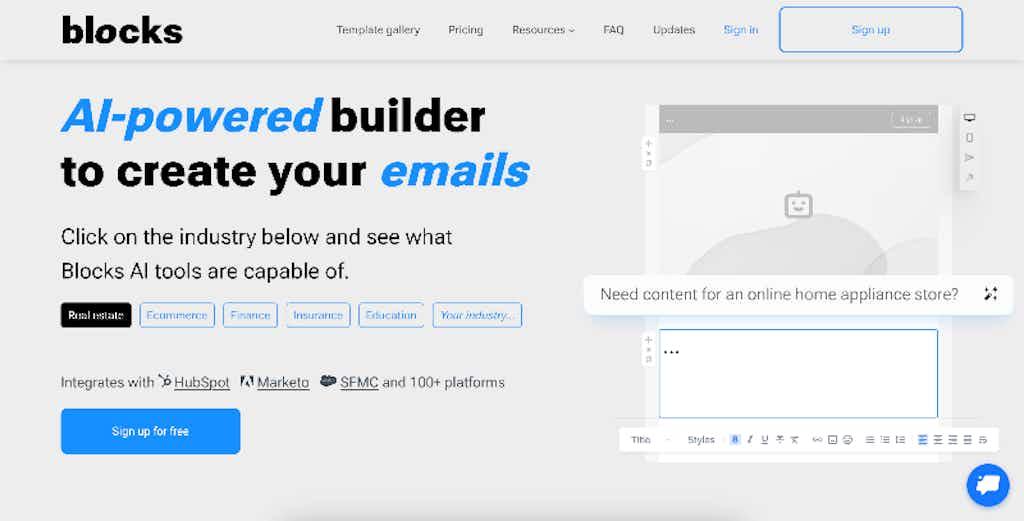 blocks
Template gallery
Pricing
Resources
FAQ
Updates
Sign in
Sign up
AI-powered builder
to create your emails
Click on the industry below and see what
Blocks AI tools are capable of.
Real estate
Ecommerce
Finance
Insurance
Education
Your industry...
Integrates with HubSpot Marketo SFMC and 100+ platforms
Sign up for free
Need content for an online home appliance store?
...
Title
Styles
B I U